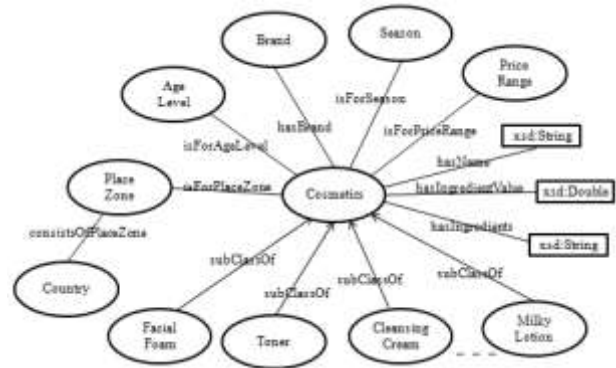 Brand
Season
Age
Level
Price
Range
isForSeason
hasBrand
isForPriceRange
isForAgeLevel
hasName
xsd:String
Place
Zone
isForPlaceZone
Cosmetics
hasIngredientValue
xsd:Double
hasIngredients
xsd:String
consistsOfPlaceZone
Country
subClassOf
subClassOf
subClassOf
subClassOf
Facial
Foam
Toner
Cleansing
Cream
Milky
Lotion